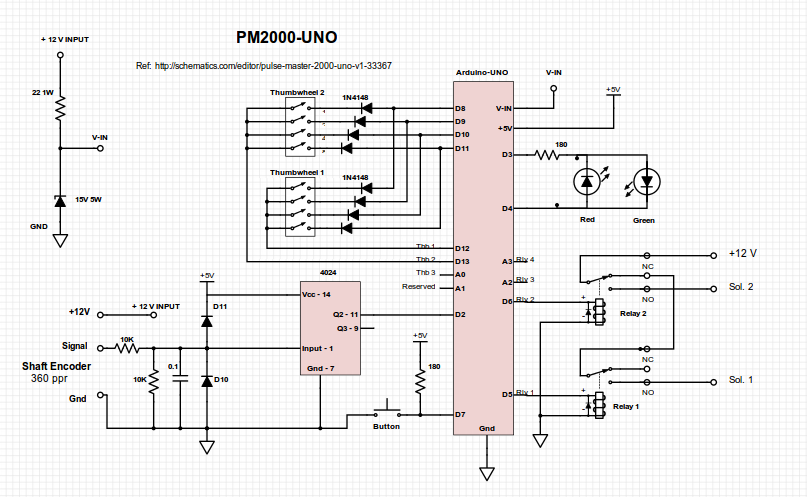 PM2000-UNO
+ 12 V INPUT
Ref: http://schematics.com/editor/pulse-master-2000-uno-v1-33367
22 1W
V-IN
15V 5W
GND
Thumbwheel 2
1N4148
Thumbwheel 1
1N4148
Thb 1
Thb 2
Thb 3
Reserved
Arduino-UNO
D8
D9
D10
D11
D12
D13
A0
A1
D2
D7
V-IN
+5V
D3
D4
A3
A2
D6
D5
Gnd
V-IN
+5V
180
Red
Green
Rly 4
Rly 3
Rly 2
Rly 1
+12 V
NC
Sol. 2
NO
+
-
Relay 2
NC
Sol. 1
NO
+
-
Relay 1
+5V
4024
Vcc - 14
Q2 - 11
Q3 - 9
Input - 1
Gnd - 7
+12V
+ 12 V INPUT
D11
Signal
10K
Shaft Encoder
360 ppr
10K
0.1
D10
Gnd
+5V
180
Button